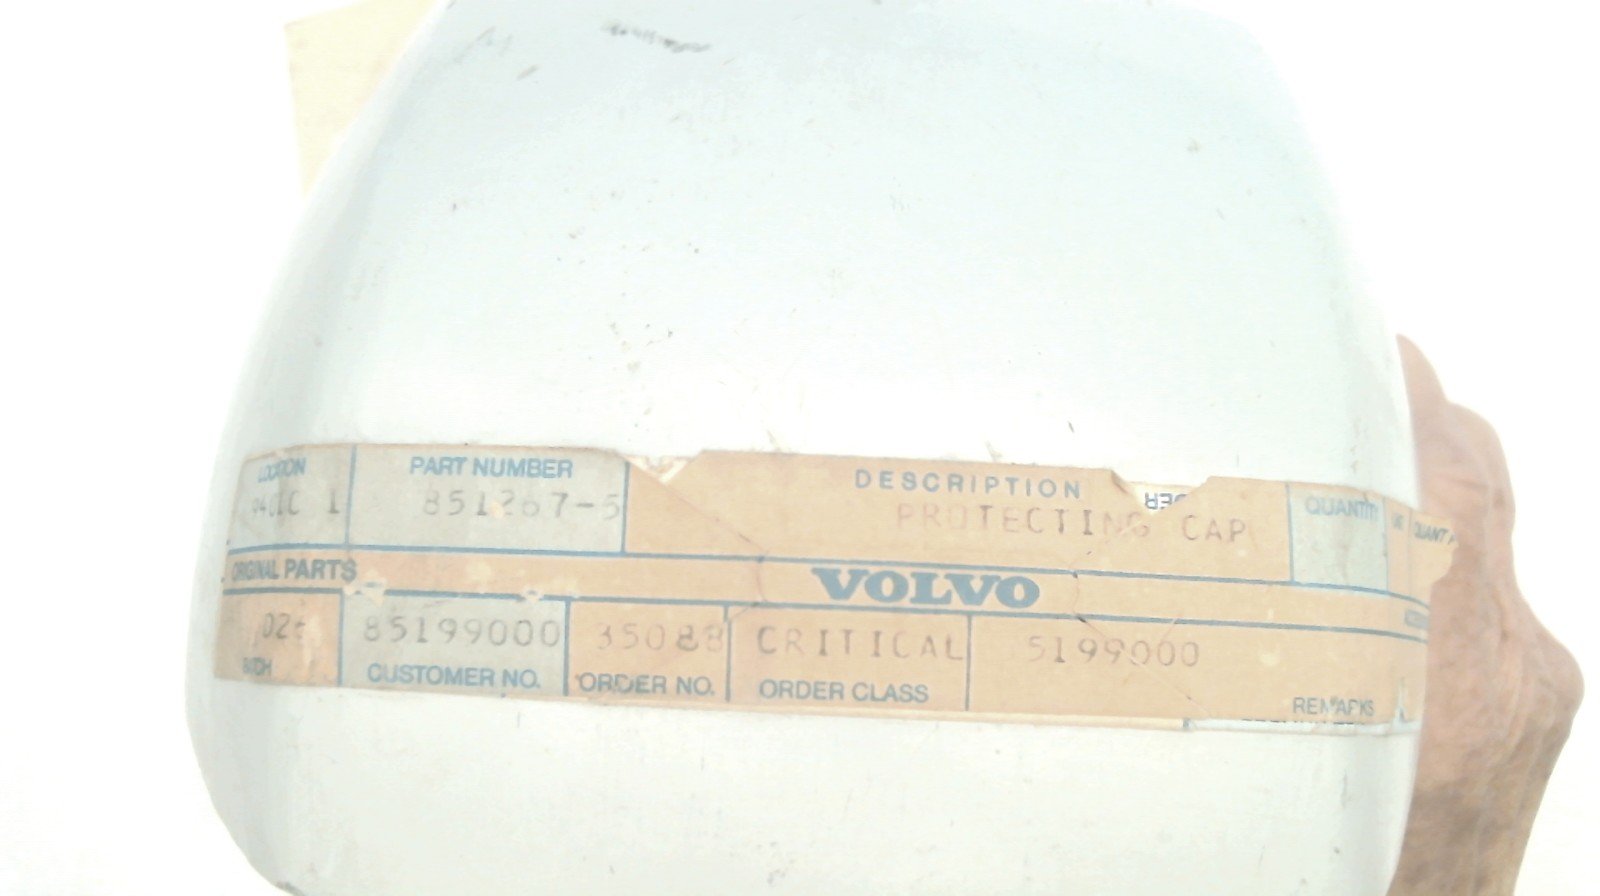 LOCATION PART NUMBER DESCRIPTION QUANTITY
851267-5 PROTECTING CAP
ORIGINAL PARTS VOLVO
85199000 35088 CRITICAL 5199000
CUSTOMER NO. ORDER NO. ORDER CLASS REMARKS